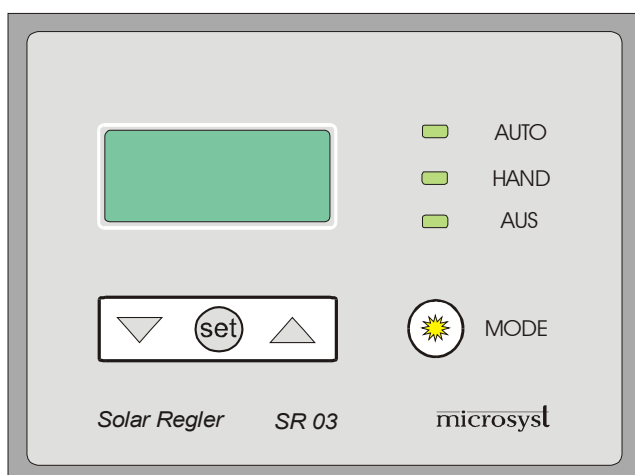 AUTO
HAND
AUS
set
MODE
Solar Regler SR 03
microsyst